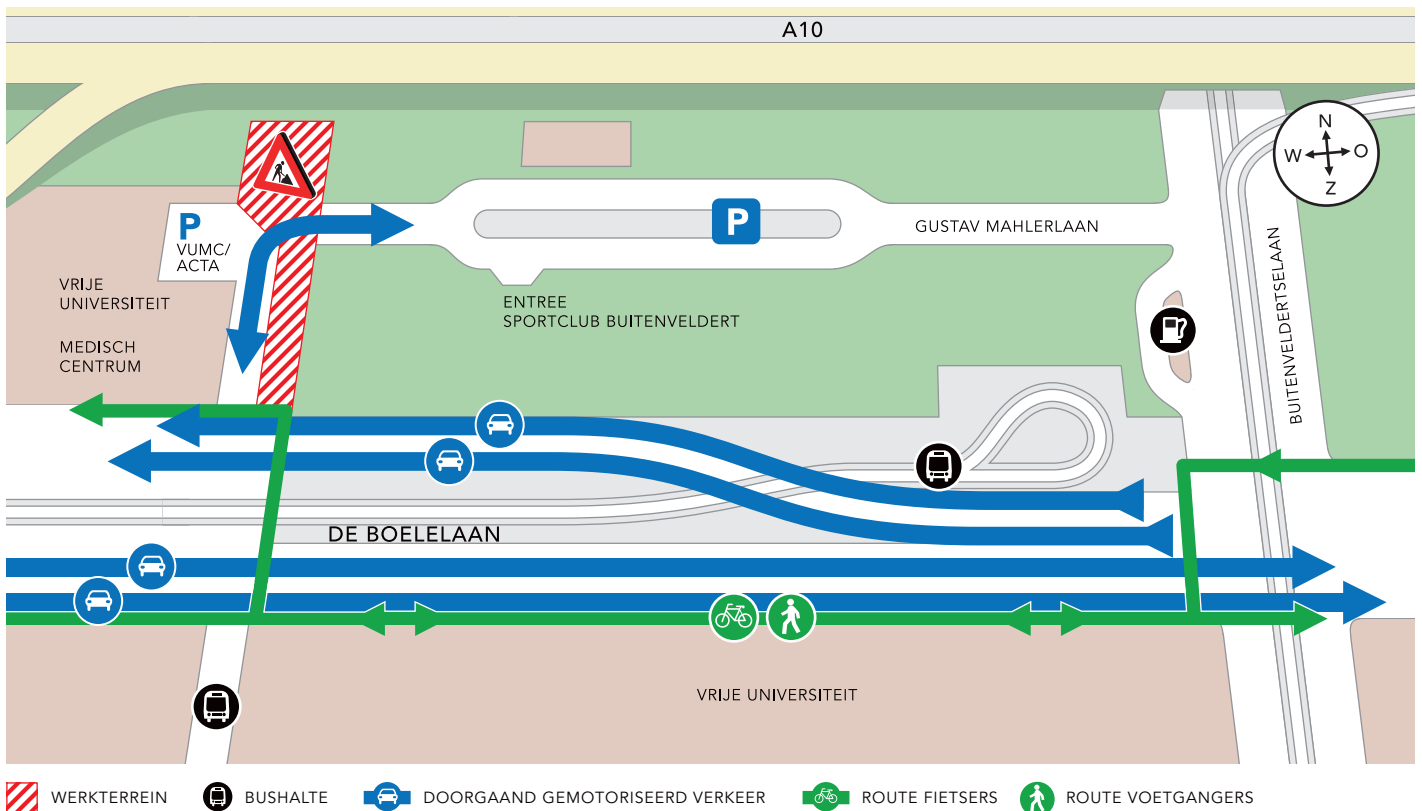 A10
N
W
O
Z
P
VUMC/
ACTA
P
GUSTAV MAHLERLAAN
BUITENVELDERTSELAAN
VRIJE
UNIVERSITEIT
MEDISCH
CENTRUM
ENTREE
SPORTCLUB BUITENVELDERT
DE BOELELAAN
VRIJE UNIVERSITEIT
WERKTERREIN
BUSHALTE
DOORGAAND GEMOTORISEERD VERKEER
ROUTE FIETSERS
ROUTE VOETGANGERS